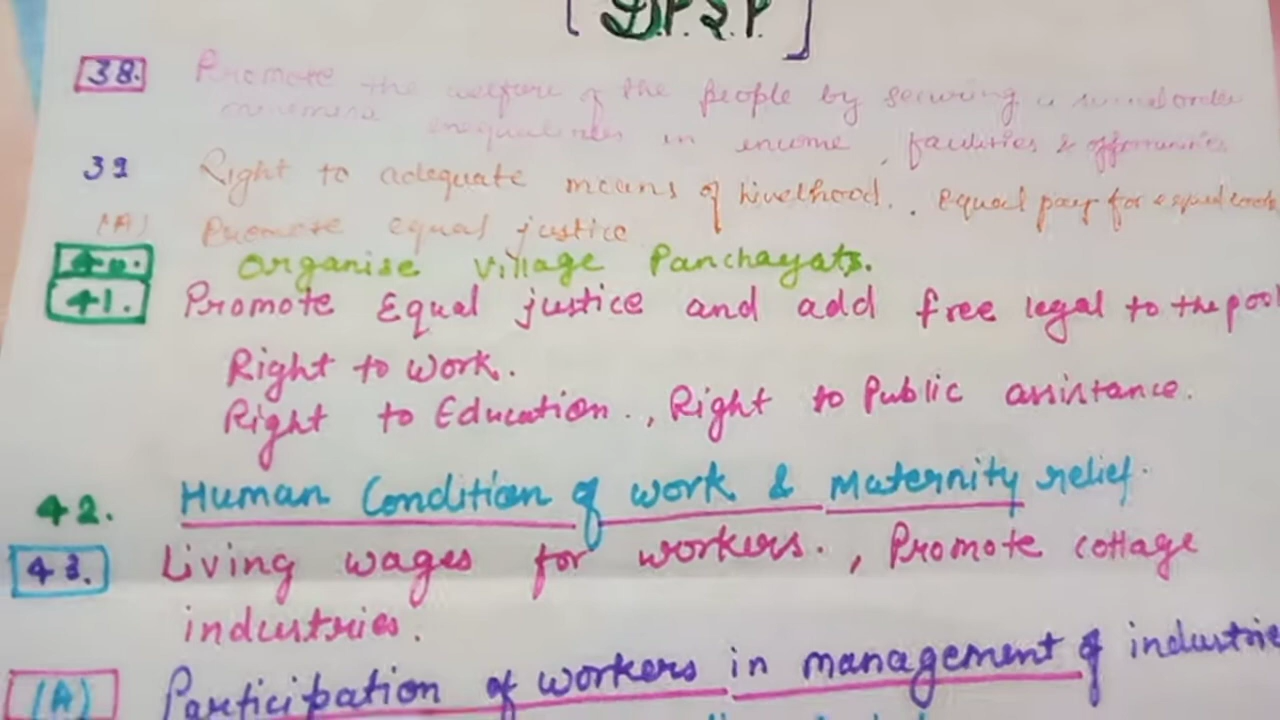 [D.P.S.P.]
38. Promote the welfare of the people by securing a social order
inequalities in income, facilities & opportunities
39 Right to adequate means of livelhood.. Equal pay for equal work
(A) Promote equal justice
40. Organise Village Panchayats.
41. Promote Equal justice and add free legal to the poor
Right to work.
Right to Education., Right to Public assistance.
42. Human Condition of work & Maternity relief.
43. Living wages for workers., Promote cottage
industries.
(A) Participation of workers in management of industrie